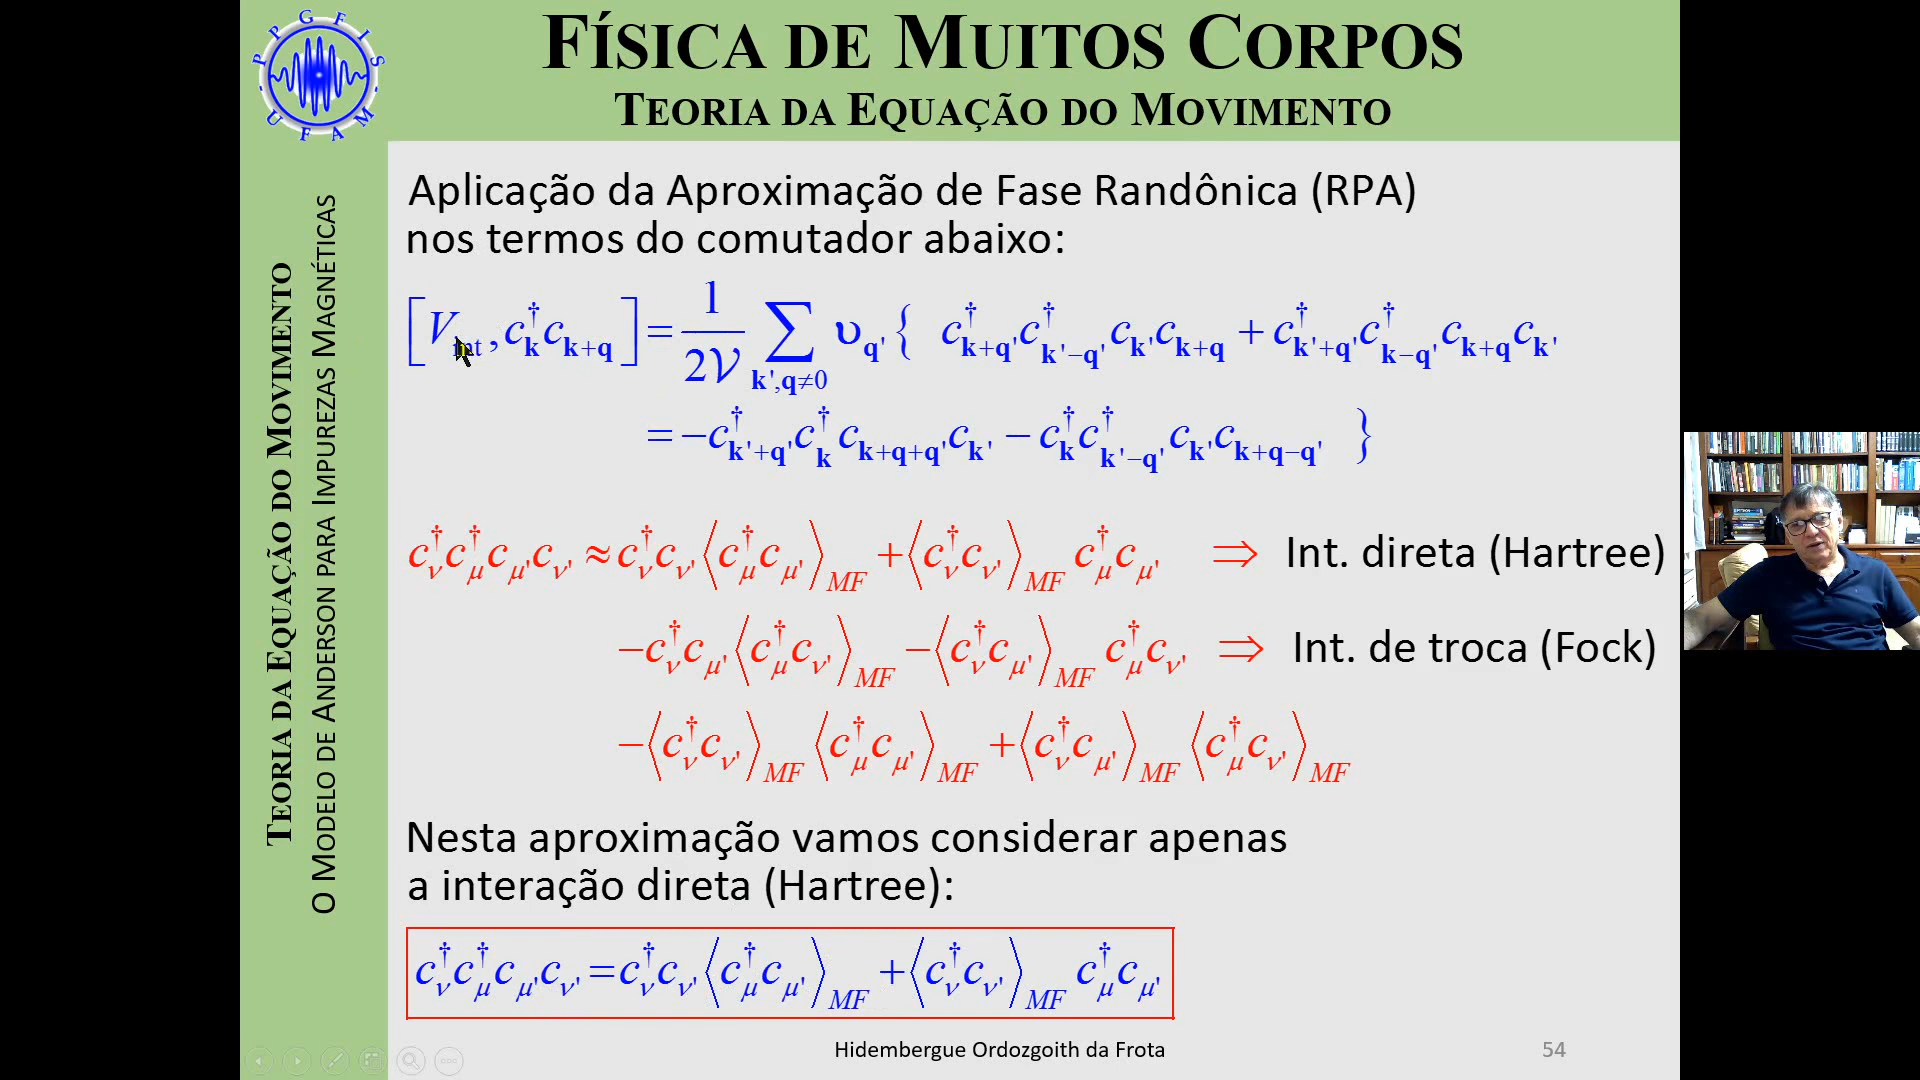 PPGFIS
- UFAM -
FÍSICA DE MUITOS CORPOS
TEORIA DA EQUAÇÃO DO MOVIMENTO
TEORIA DA EQUAÇÃO DO MOVIMENTO
O MODELO DE ANDERSON PARA IMPUREZAS MAGNÉTICAS
Aplicação da Aproximação de Fase Randônica (RPA)
nos termos do comutador abaixo:
[V_int, c†_k c_{k+q}] = 1/(2𝒱) ∑_{k',q≠0} υ_{q'} { c†_{k+q'} c†_{k'−q'} c_{k'} c_{k+q} + c†_{k'+q'} c†_{k−q'} c_{k+q} c_{k'}
= −c†_{k'+q'} c†_k c_{k+q+q'} c_{k'} − c†_k c†_{k'−q'} c_{k'} c_{k+q−q'} }
c†_ν c†_μ c_{μ'} c_{ν'} ≈ c†_ν c_{ν'} ⟨c†_μ c_{μ'}⟩_{MF} + ⟨c†_ν c_{ν'}⟩_{MF} c†_μ c_{μ'} ⇒ Int. direta (Hartree)
−c†_ν c_{μ'} ⟨c†_μ c_{ν'}⟩_{MF} − ⟨c†_ν c_{μ'}⟩_{MF} c†_μ c_{ν'} ⇒ Int. de troca (Fock)
−⟨c†_ν c_{ν'}⟩_{MF} ⟨c†_μ c_{μ'}⟩_{MF} + ⟨c†_ν c_{μ'}⟩_{MF} ⟨c†_μ c_{ν'}⟩_{MF}
Nesta aproximação vamos considerar apenas
a interação direta (Hartree):
c†_ν c†_μ c_{μ'} c_{ν'} = c†_ν c_{ν'} ⟨c†_μ c_{μ'}⟩_{MF} + ⟨c†_ν c_{ν'}⟩_{MF} c†_μ c_{μ'}
Hidembergue Ordozgoith da Frota
54